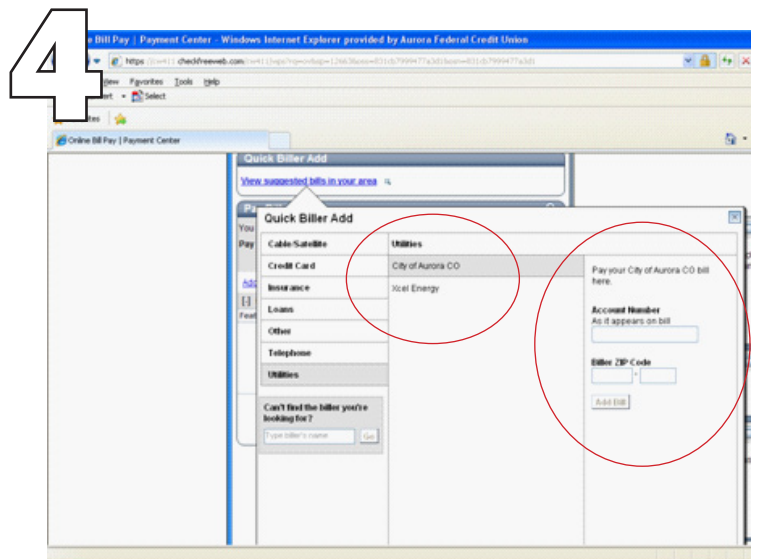 4
Bill Pay | Payment Center - Windows Internet Explorer provided by Aurora Federal Credit Union
https checkfreeweb.com
Favorites Tools Help
Select
Online Bill Pay | Payment Center
Quick Biller Add
View suggested bills in your area
You
Pay
Quick Biller Add
Cable/Satellite
Utilities
Credit Card
City of Aurora CO
Insurance
Xcel Energy
Loans
Other
Telephone
Utilities
Can't find the biller you're
looking for?
Type biller's name
Go
Pay your City of Aurora CO bill
here.
Account Number
As it appears on bill
Biller ZIP Code
-
Add Bill